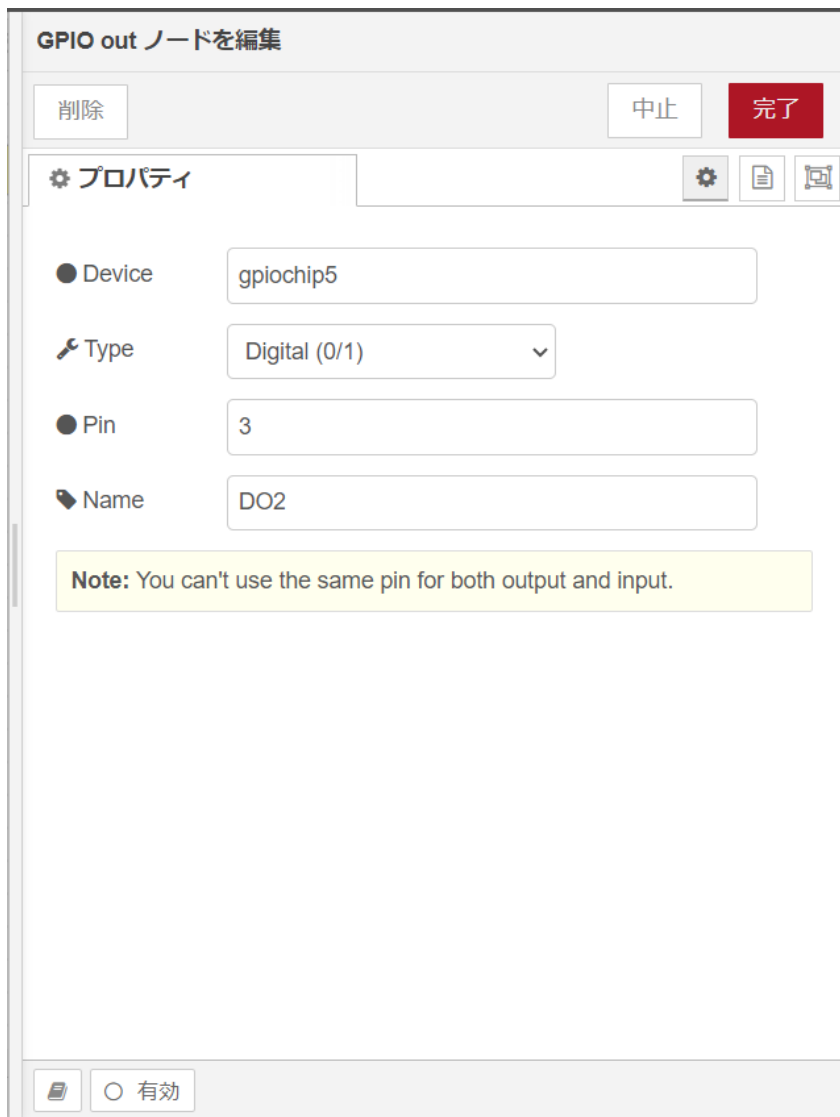 GPIO out ノードを編集
削除
中止
完了
プロパティ
Device
gpiochip5
Type
Digital (0/1)
Pin
3
Name
DO2
Note: You can't use the same pin for both output and input.
有効